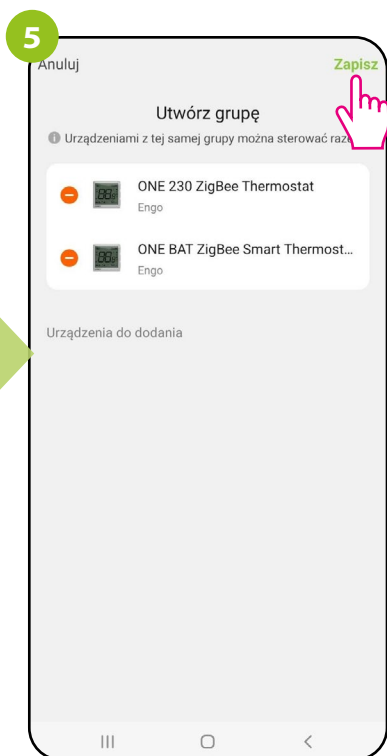 5
Anuluj
Zapisz
Utwórz grupę
Urządzeniami z tej samej grupy można sterować raze
ONE 230 ZigBee Thermostat
Engo
ONE BAT ZigBee Smart Thermost...
Engo
Urządzenia do dodania